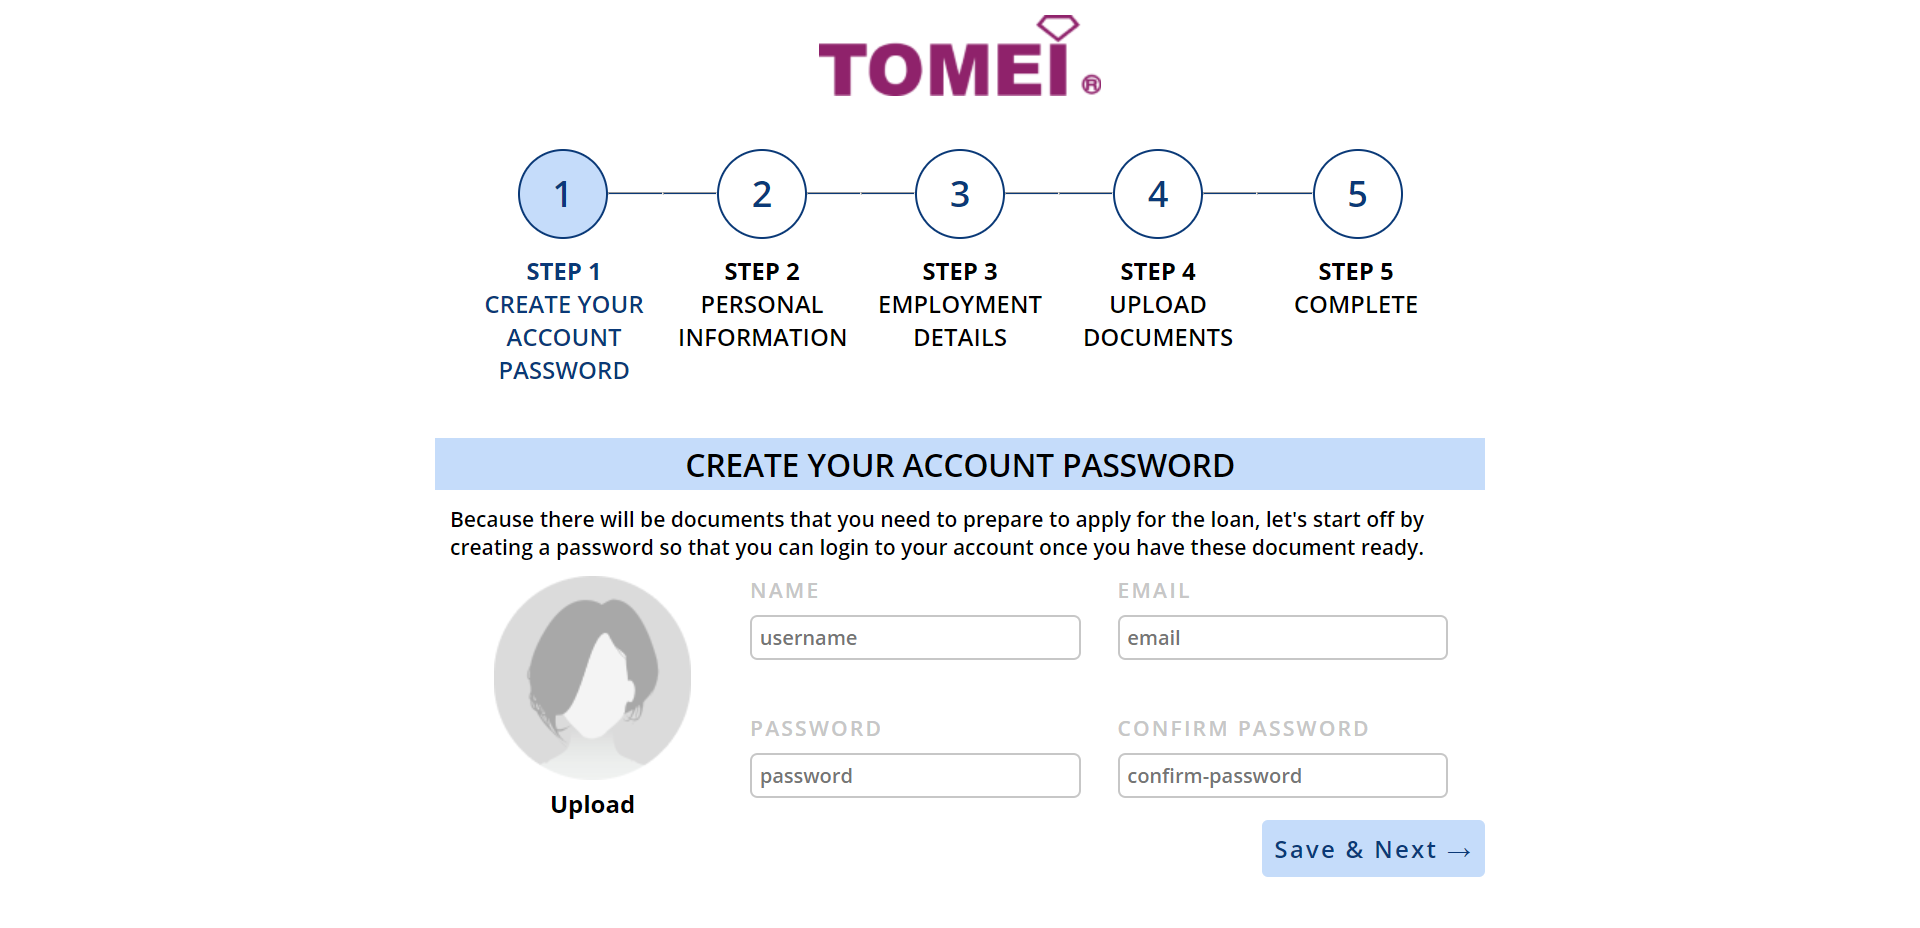 TOMEI ®
1
2
3
4
5
STEP 1
CREATE YOUR
ACCOUNT
PASSWORD
STEP 2
PERSONAL
INFORMATION
STEP 3
EMPLOYMENT
DETAILS
STEP 4
UPLOAD
DOCUMENTS
STEP 5
COMPLETE
CREATE YOUR ACCOUNT PASSWORD
Because there will be documents that you need to prepare to apply for the loan, let's start off by
creating a password so that you can login to your account once you have these document ready.
Upload
NAME
username
EMAIL
email
PASSWORD
password
CONFIRM PASSWORD
confirm-password
Save & Next →